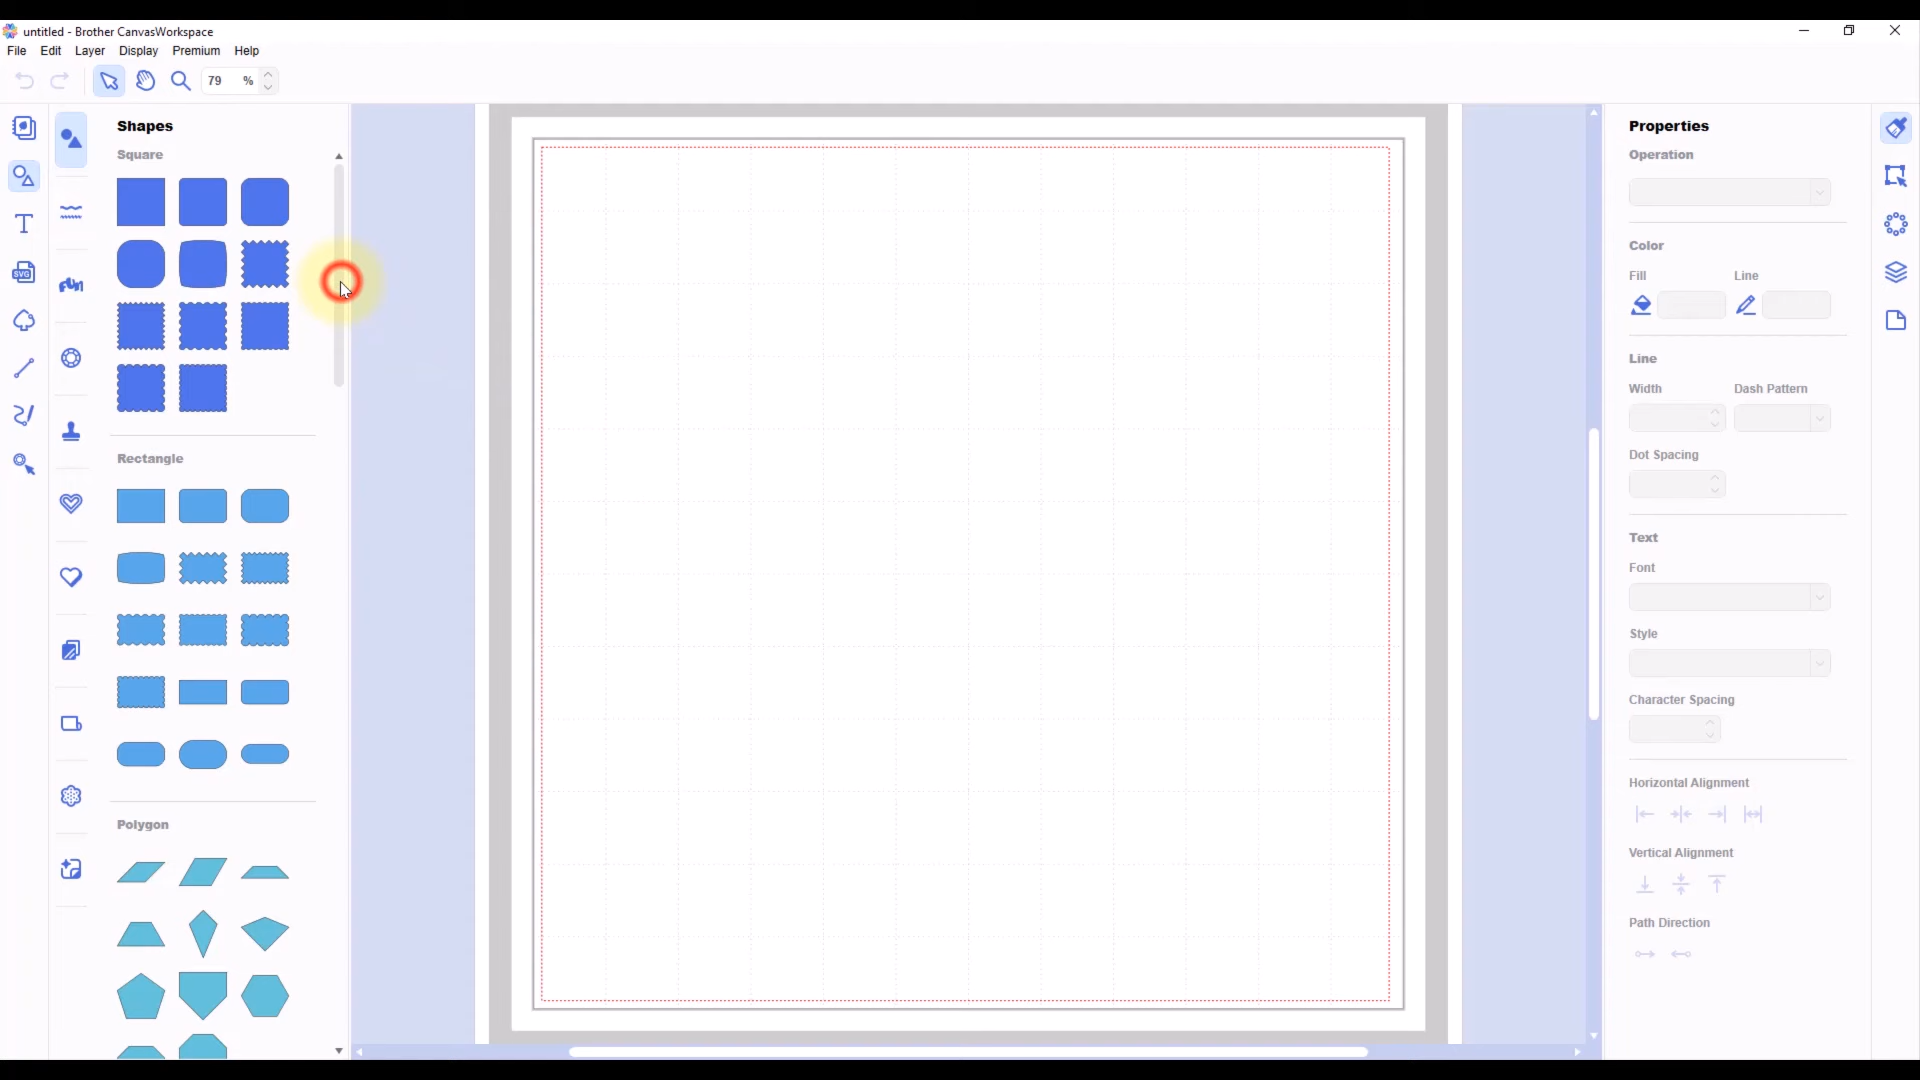 untitled - Brother CanvasWorkspace
File Edit Layer Display Premium Help
79 %
Shapes
Square
Rectangle
Polygon
SVG
Properties
Operation
Color
Fill Line
Line
Width Dash Pattern
Dot Spacing
Text
Font
Style
Character Spacing
Horizontal Alignment
Vertical Alignment
Path Direction